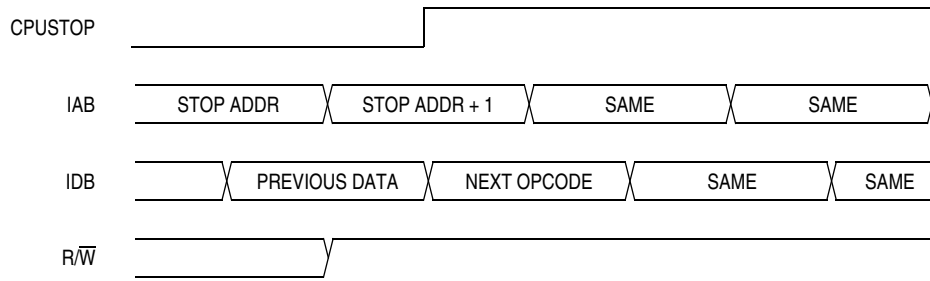 CPUSTOP
IAB STOP ADDR STOP ADDR + 1 SAME SAME
IDB PREVIOUS DATA NEXT OPCODE SAME SAME
R/W̅